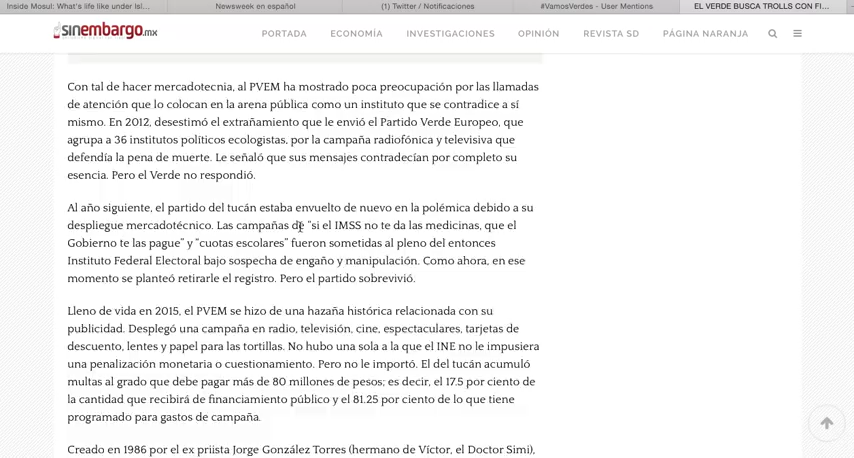 Inside Mosul: What's life like under Isl...
Newsweek en español
(1) Twitter / Notificaciones
#VamosVerdes - User Mentions
EL VERDE BUSCA TROLLS CON FI...
sinembargo.mx
PORTADA
ECONOMÍA
INVESTIGACIONES
OPINIÓN
REVISTA SD
PÁGINA NARANJA
Con tal de hacer mercadotecnia, al PVEM ha mostrado poca preocupación por las llamadas
de atención que lo colocan en la arena pública como un instituto que se contradice a sí
mismo. En 2012, desestimó el extrañamiento que le envió el Partido Verde Europeo, que
agrupa a 36 institutos políticos ecologistas, por la campaña radiofónica y televisiva que
defendía la pena de muerte. Le señaló que sus mensajes contradecían por completo su
esencia. Pero el Verde no respondió.
Al año siguiente, el partido del tucán estaba envuelto de nuevo en la polémica debido a su
despliegue mercadotécnico. Las campañas de "si el IMSS no te da las medicinas, que el
Gobierno te las pague" y "cuotas escolares" fueron sometidas al pleno del entonces
Instituto Federal Electoral bajo sospecha de engaño y manipulación. Como ahora, en ese
momento se planteó retirarle el registro. Pero el partido sobrevivió.
Lleno de vida en 2015, el PVEM se hizo de una hazaña histórica relacionada con su
publicidad. Desplegó una campaña en radio, televisión, cine, espectaculares, tarjetas de
descuento, lentes y papel para las tortillas. No hubo una sola a la que el INE no le impusiera
una penalización monetaria o cuestionamiento. Pero no le importó. El del tucán acumuló
multas al grado que debe pagar más de 80 millones de pesos; es decir, el 17.5 por ciento de
la cantidad que recibirá de financiamiento público y el 81.25 por ciento de lo que tiene
programado para gastos de campaña.
Creado en 1986 por el ex priista Jorge González Torres (hermano de Víctor, el Doctor Simi),